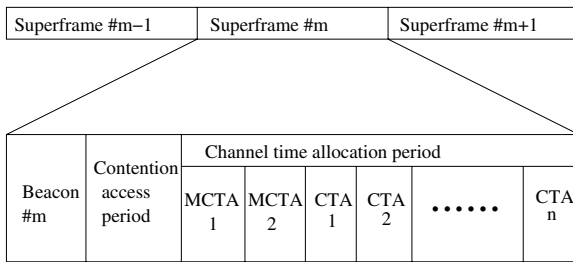 Superframe #m−1 Superframe #m Superframe #m+1
Channel time allocation period
Beacon #m
Contention access period
MCTA 1
MCTA 2
CTA 1
CTA 2
......
CTA n